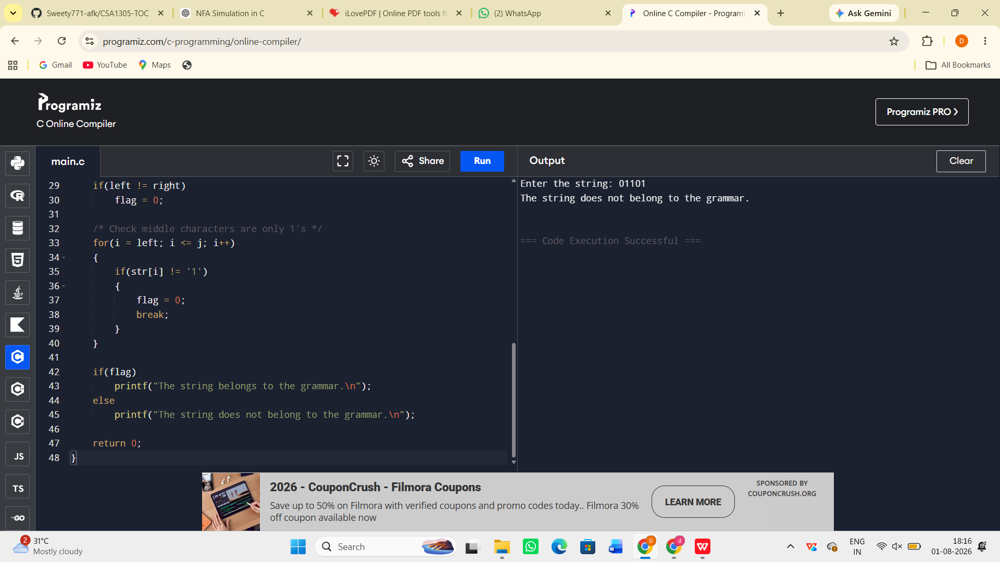 Sweety771-afk/CSA1305-TOC
NFA Simulation in C
iLovePDF | Online PDF tools fo
(2) WhatsApp
Online C Compiler - Programi
Ask Gemini
programiz.com/c-programming/online-compiler/
D
Gmail
YouTube
Maps
All Bookmarks
Programiz
C Online Compiler
Programiz PRO
main.c
Share
Run
Output
Clear
29 if(left != right)
30 flag = 0;
31
32 /* Check middle characters are only 1's */
33 for(i = left; i <= j; i++)
34 {
35 if(str[i] != '1')
36 {
37 flag = 0;
38 break;
39 }
40 }
41
42 if(flag)
43 printf("The string belongs to the grammar.\n");
44 else
45 printf("The string does not belong to the grammar.\n");
46
47 return 0;
48 }
Enter the string: 01101
The string does not belong to the grammar.
=== Code Execution Successful ===
JS
TS
GO
2026 - CouponCrush - Filmora Coupons
Save up to 50% on Filmora with verified coupons and promo codes today.. Filmora 30%
off coupon available now
LEARN MORE
SPONSORED BY
COUPONCRUSH.ORG
2
31°C
Mostly cloudy
Search
D
d
ENG
IN
18:16
01-08-2026